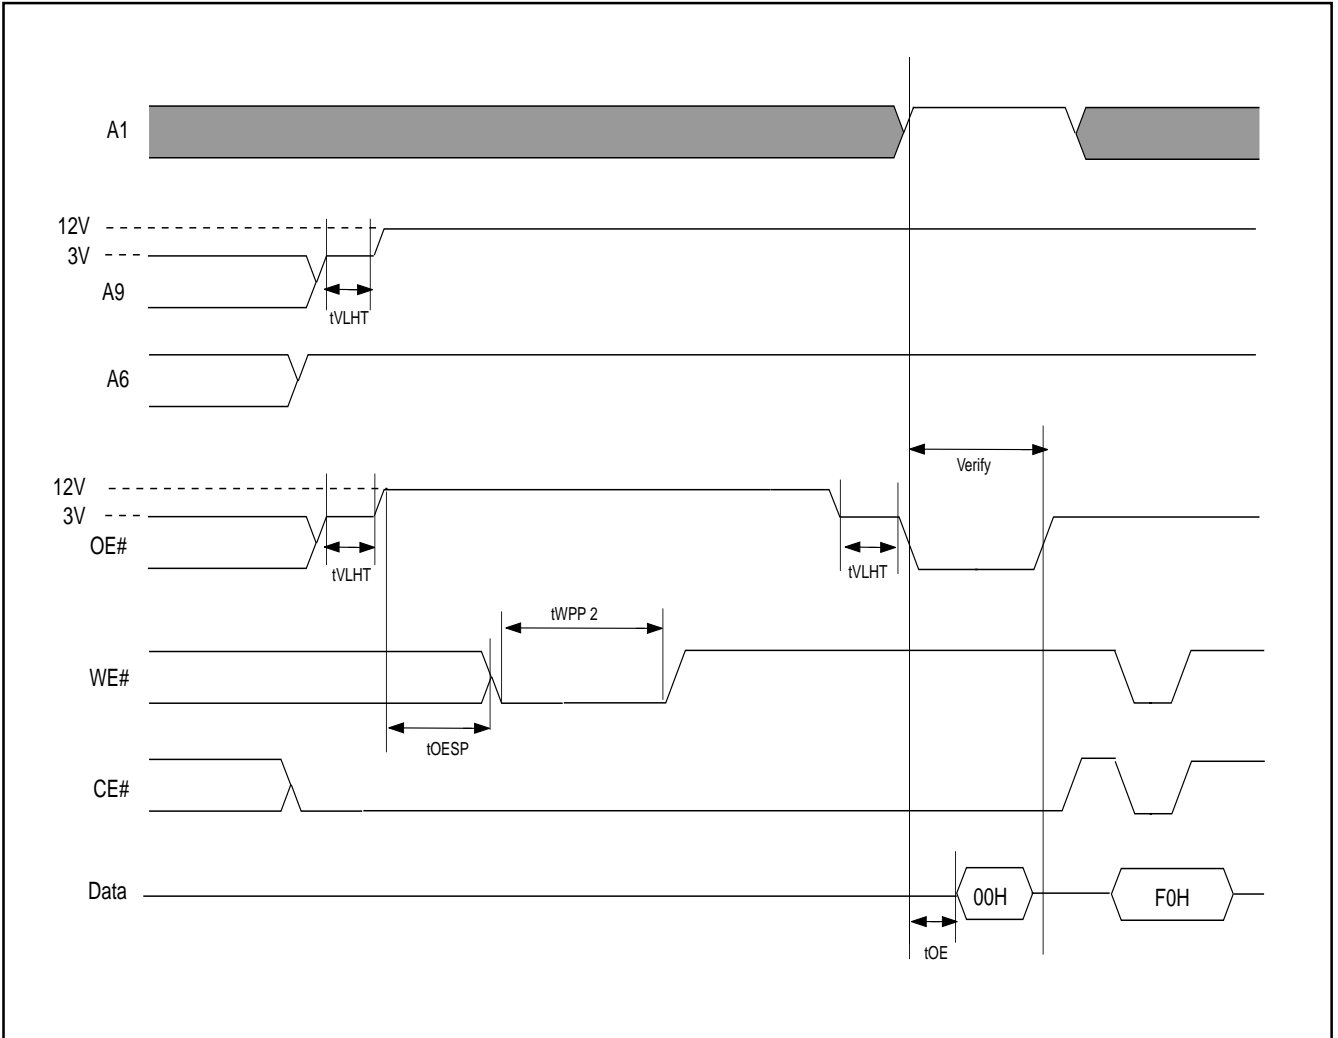 A1
12V
3V
A9
tVLHT
A6
Verify
12V
3V
OE#
tVLHT
tVLHT
tWPP 2
WE#
tOESP
CE#
Data
00H
F0H
tOE